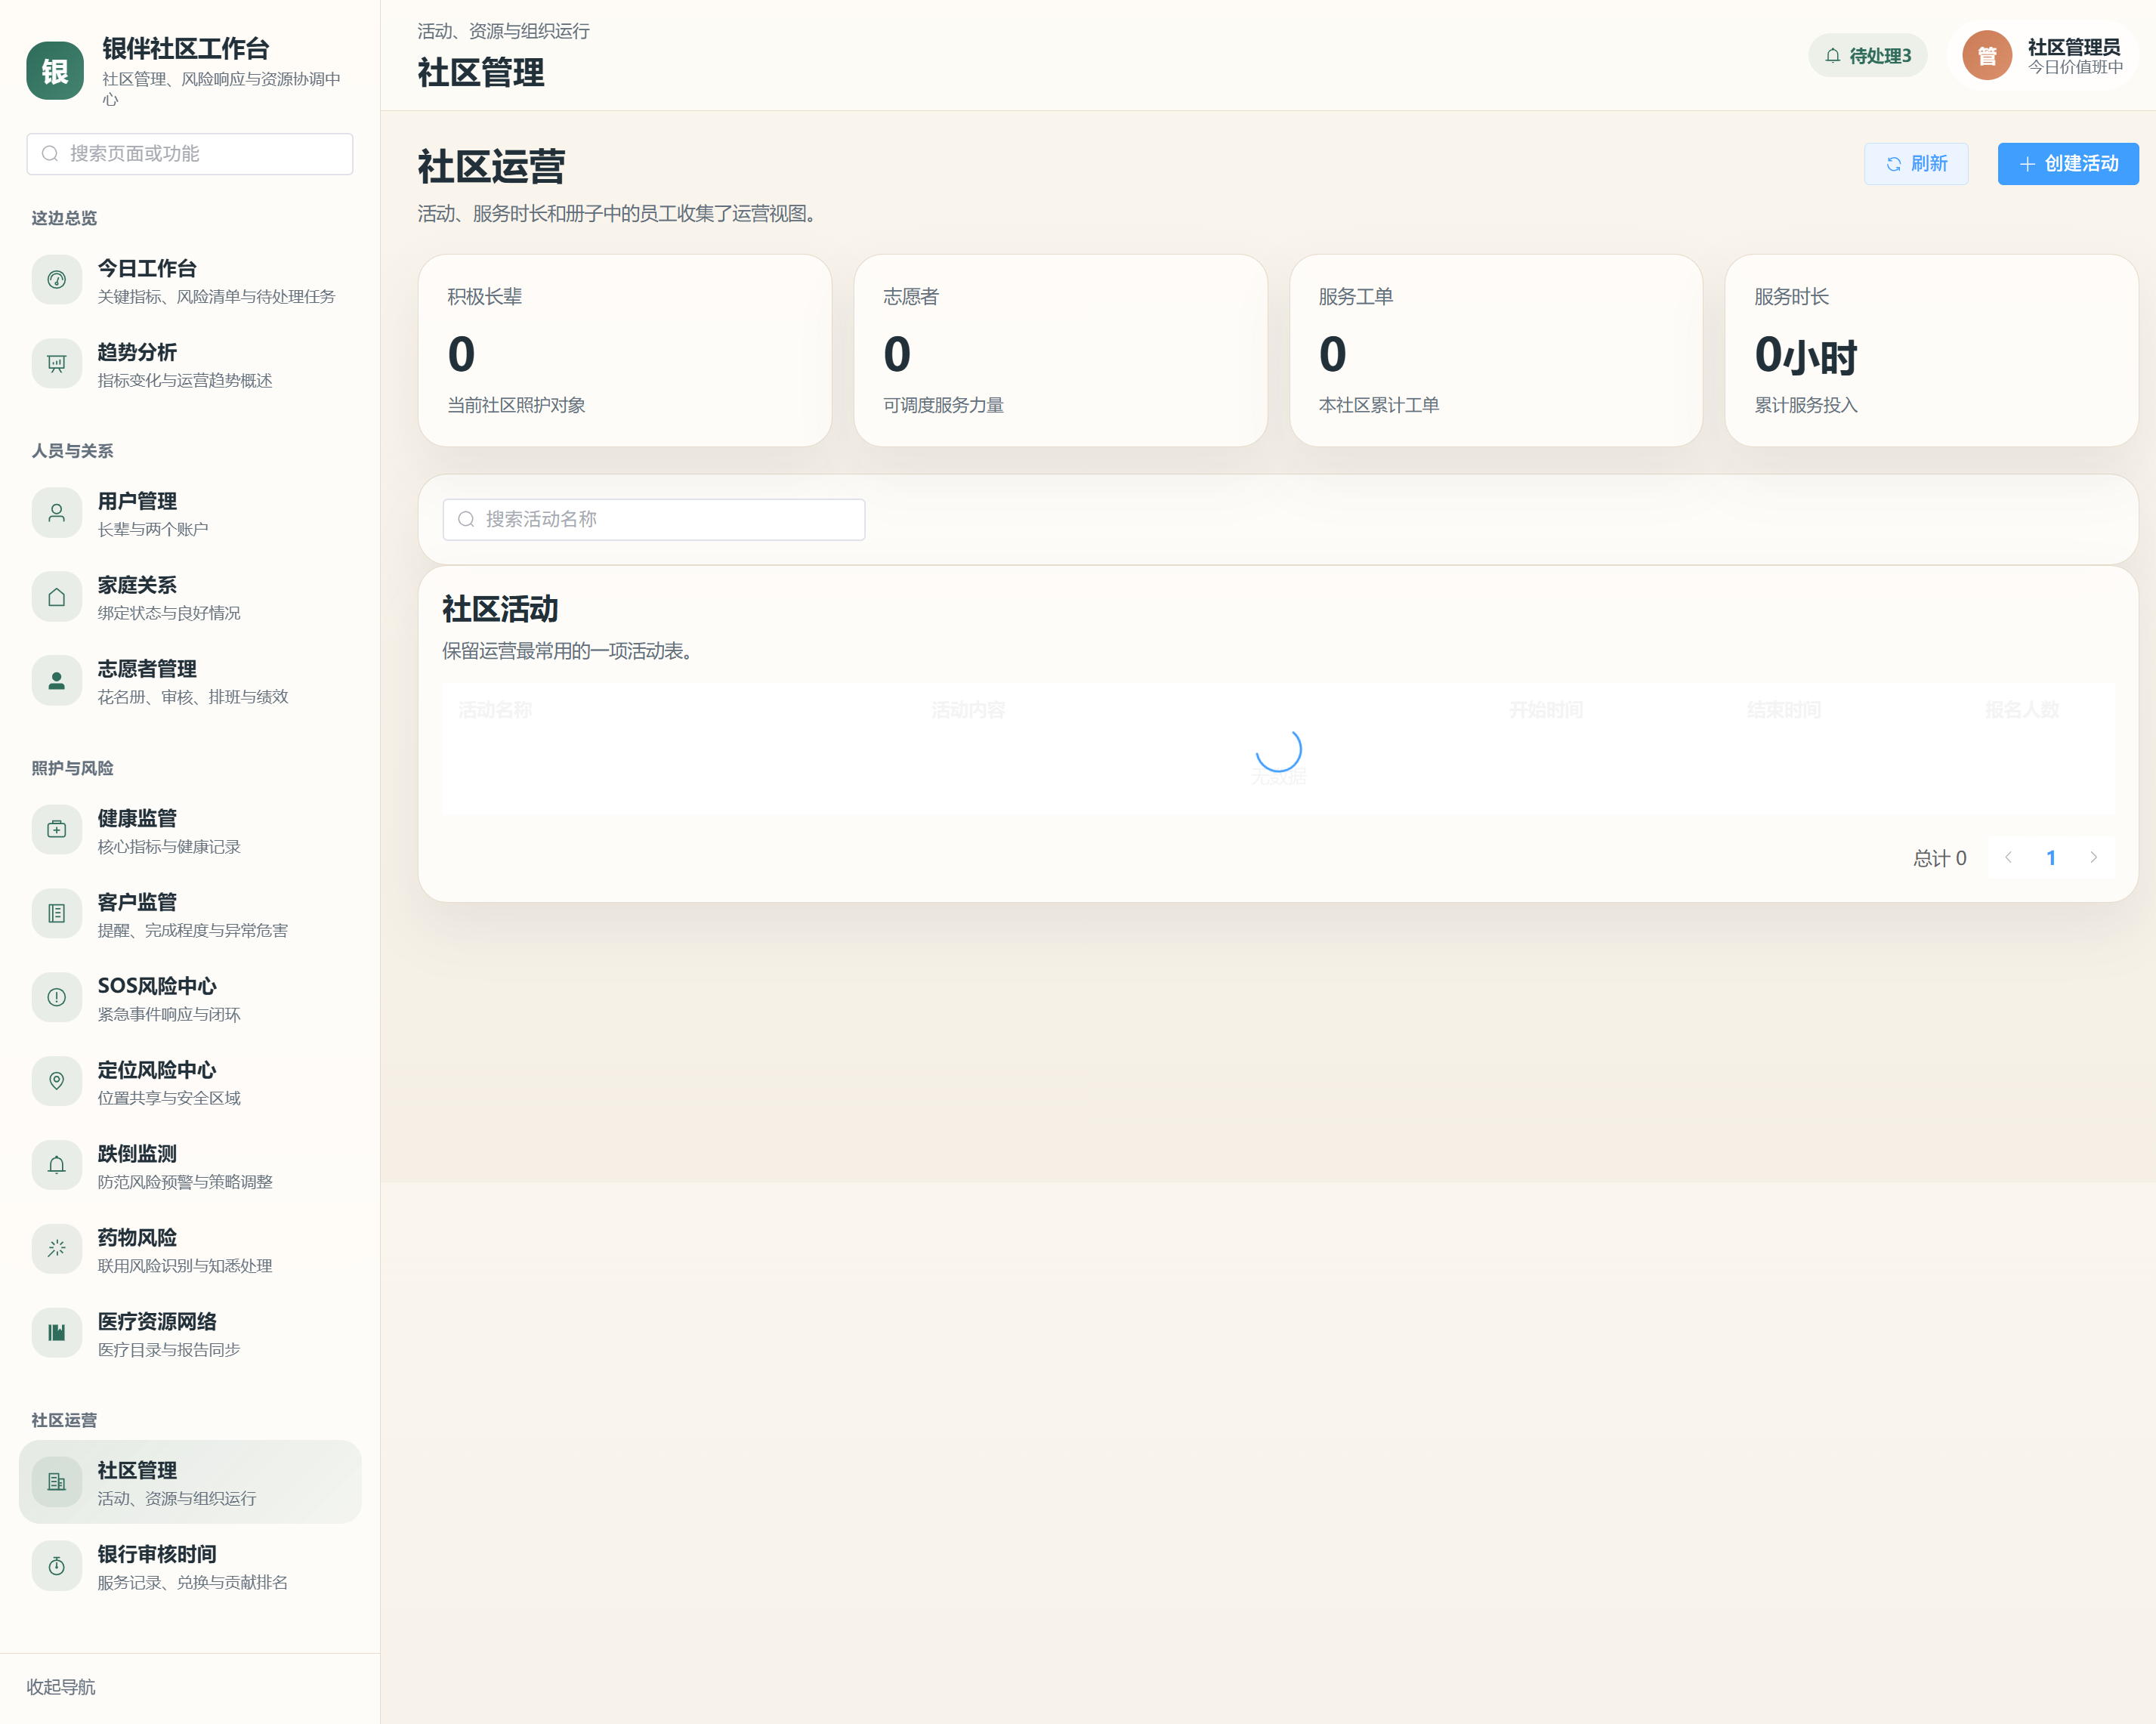 银
银伴社区工作台
社区管理、风险响应与资源协调中
心
搜索页面或功能
这边总览
今日工作台
关键指标、风险清单与待处理任务
趋势分析
指标变化与运营趋势概述
人员与关系
用户管理
长辈与两个账户
家庭关系
绑定状态与良好情况
志愿者管理
花名册、审核、排班与绩效
照护与风险
健康监管
核心指标与健康记录
客户监管
提醒、完成程度与异常危害
SOS风险中心
紧急事件响应与闭环
定位风险中心
位置共享与安全区域
跌倒监测
防范风险预警与策略调整
药物风险
联用风险识别与知悉处理
医疗资源网络
医疗目录与报告同步
社区运营
社区管理
活动、资源与组织运行
银行审核时间
服务记录、兑换与贡献排名
收起导航
活动、资源与组织运行
社区管理
待处理3
管
社区管理员
今日价值班中
社区运营
活动、服务时长和册子中的员工收集了运营视图。
刷新
创建活动
积极长辈
0
当前社区照护对象
志愿者
0
可调度服务力量
服务工单
0
本社区累计工单
服务时长
0小时
累计服务投入
搜索活动名称
社区活动
保留运营最常用的一项活动表。
活动名称 活动内容 开始时间 结束时间 报名人数
无数据
总计 0 1